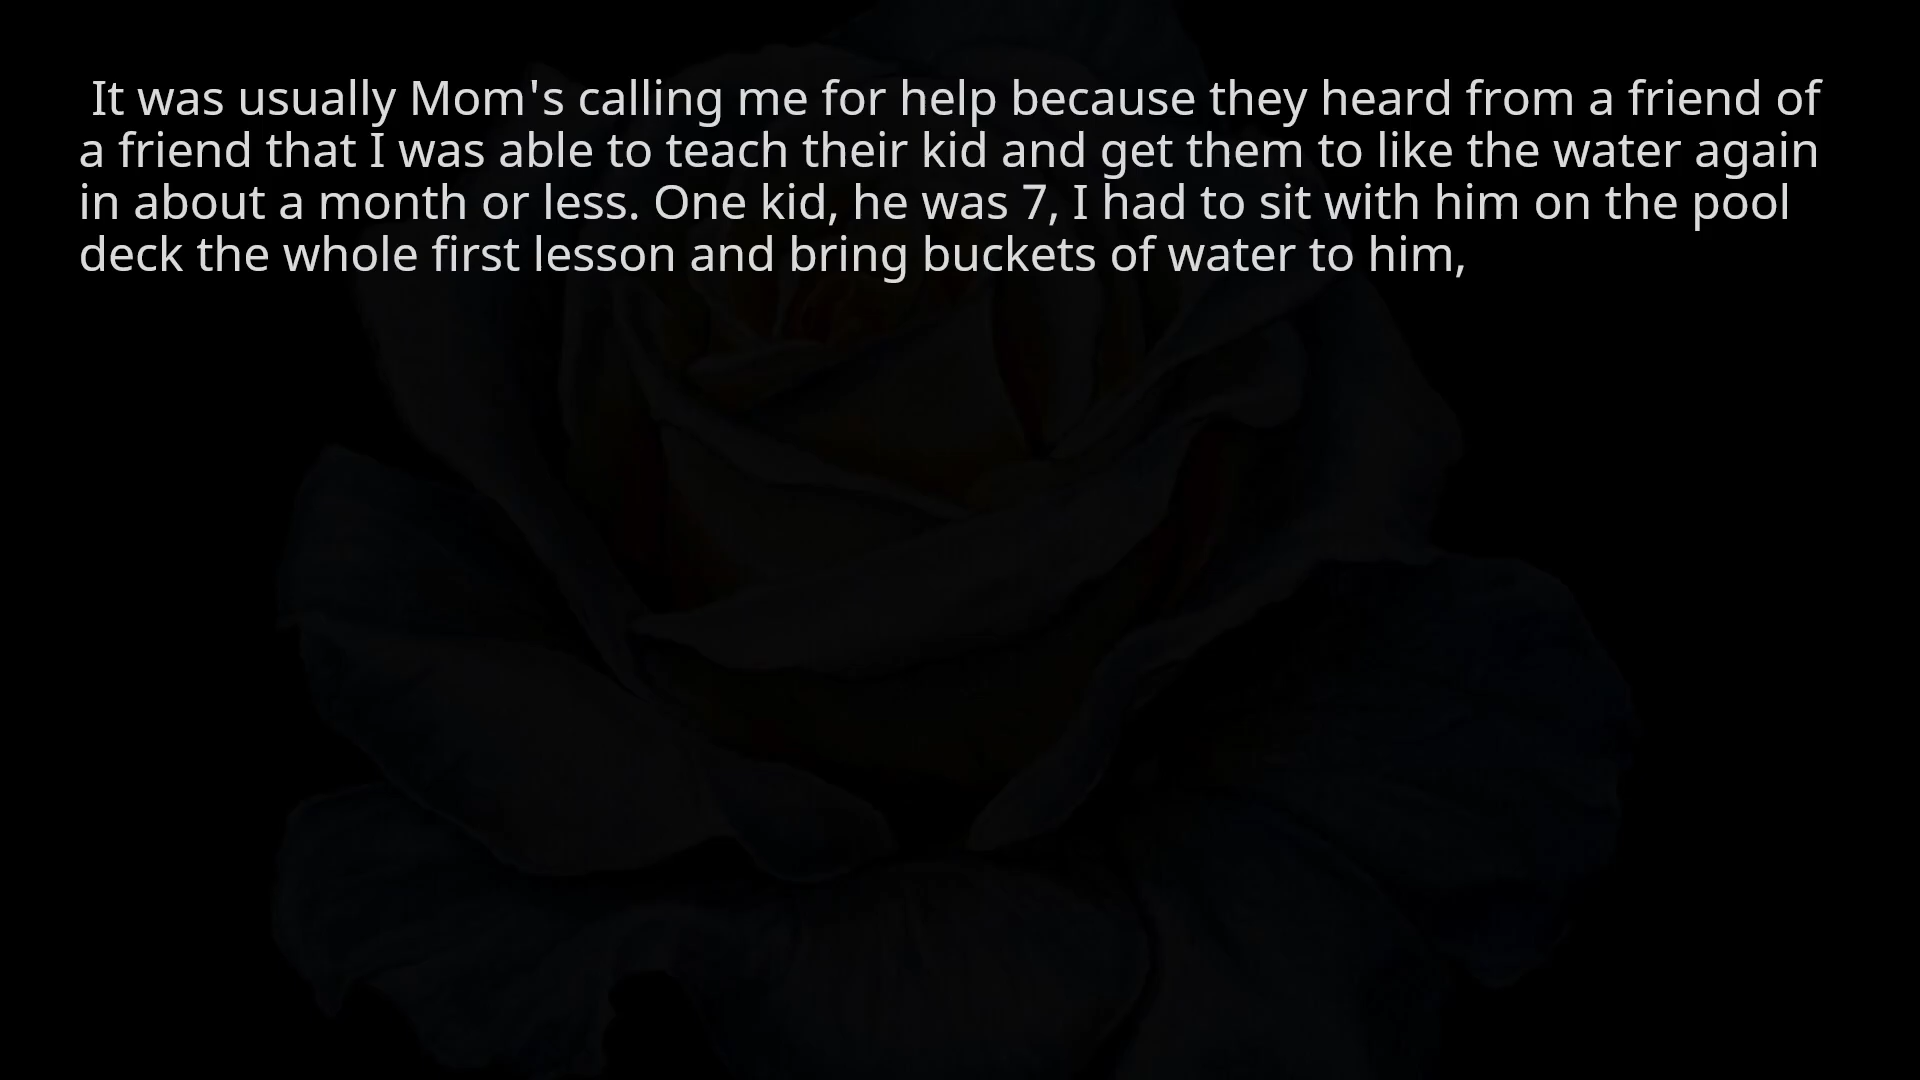 It was usually Mom's calling me for help because they heard from a friend of
a friend that I was able to teach their kid and get them to like the water again
in about a month or less. One kid, he was 7, I had to sit with him on the pool
deck the whole first lesson and bring buckets of water to him,